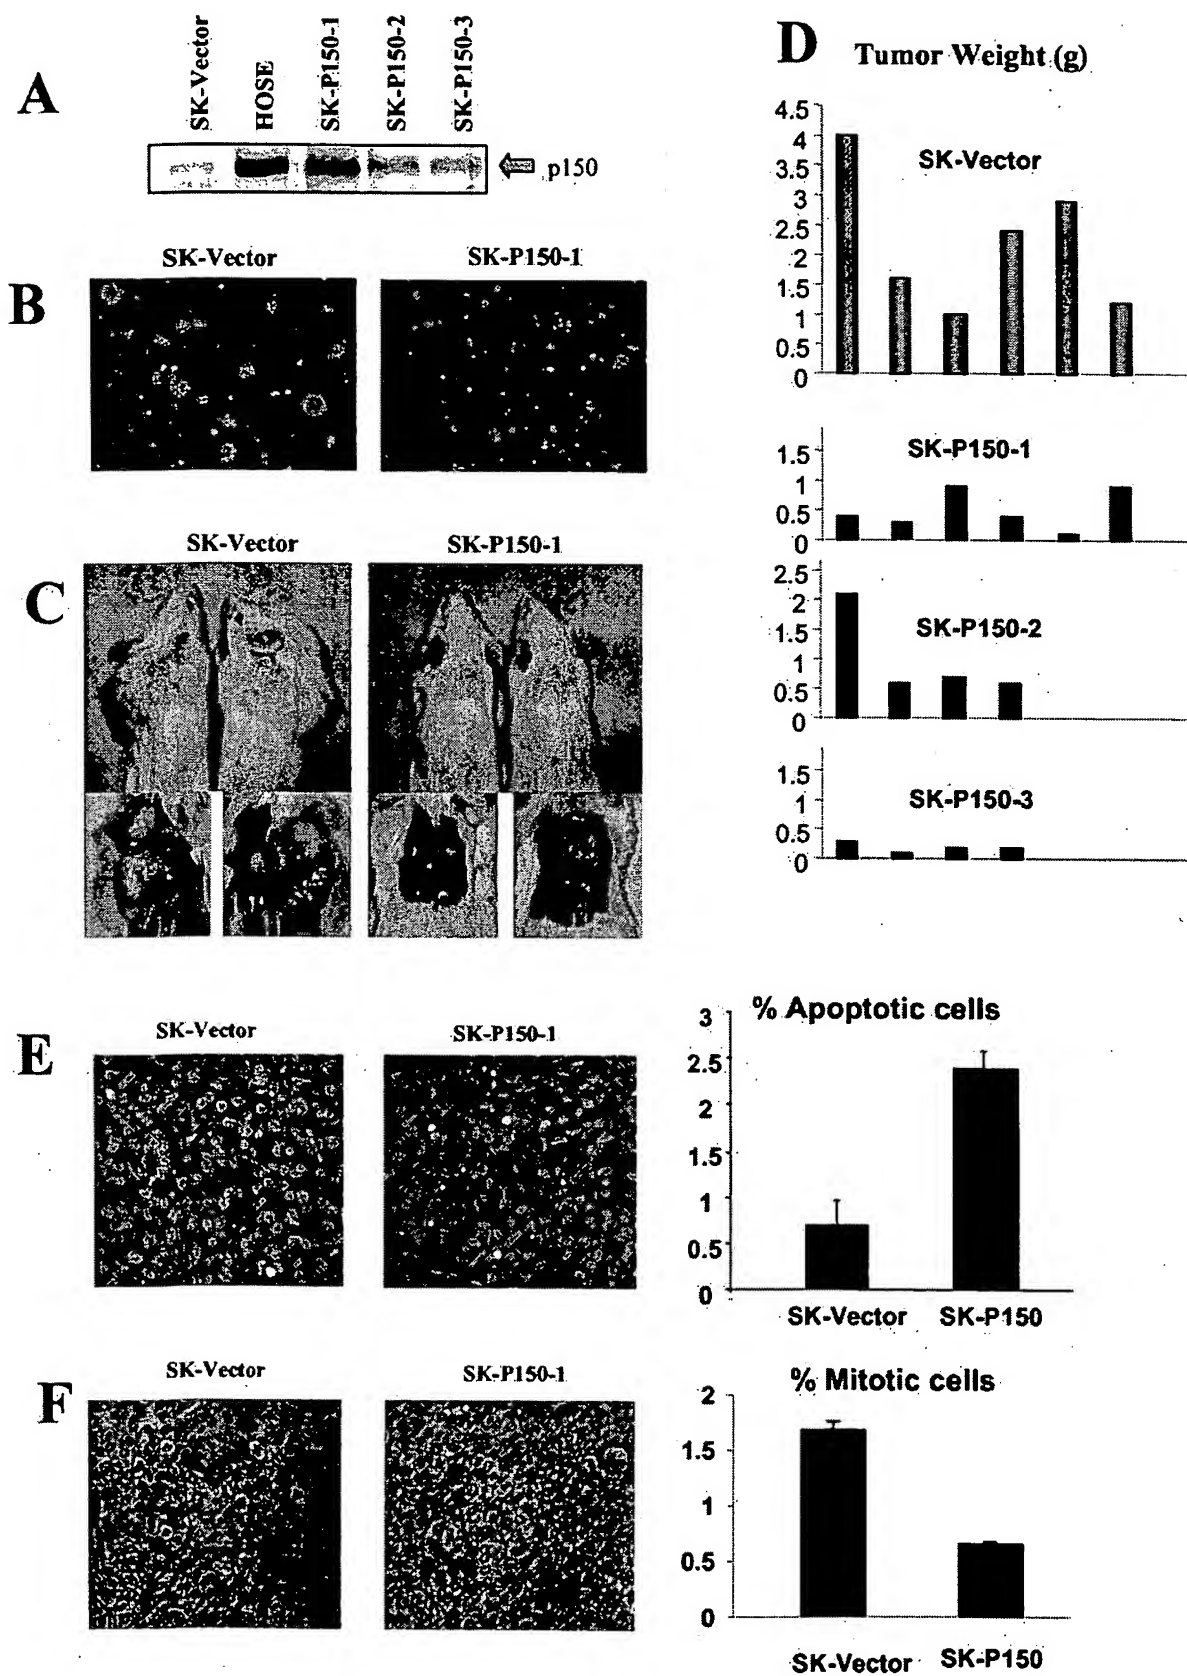 A
SK-Vector
HOSE
SK-P150-1
SK-P150-2
SK-P150-3
p150
B
SK-Vector
SK-P150-1
C
SK-Vector
SK-P150-1
D
Tumor Weight (g)
SK-Vector
4.5
4
3.5
3
2.5
2
1.5
1
0.5
0
SK-P150-1
1.5
1
0.5
0
SK-P150-2
2.5
2
1.5
1
0.5
0
SK-P150-3
1.5
1
0.5
0
E
SK-Vector
SK-P150-1
% Apoptotic cells
3
2.5
2
1.5
1
0.5
0
SK-Vector SK-P150
F
SK-Vector
SK-P150-1
% Mitotic cells
2
1.5
1
0.5
0
SK-Vector SK-P150